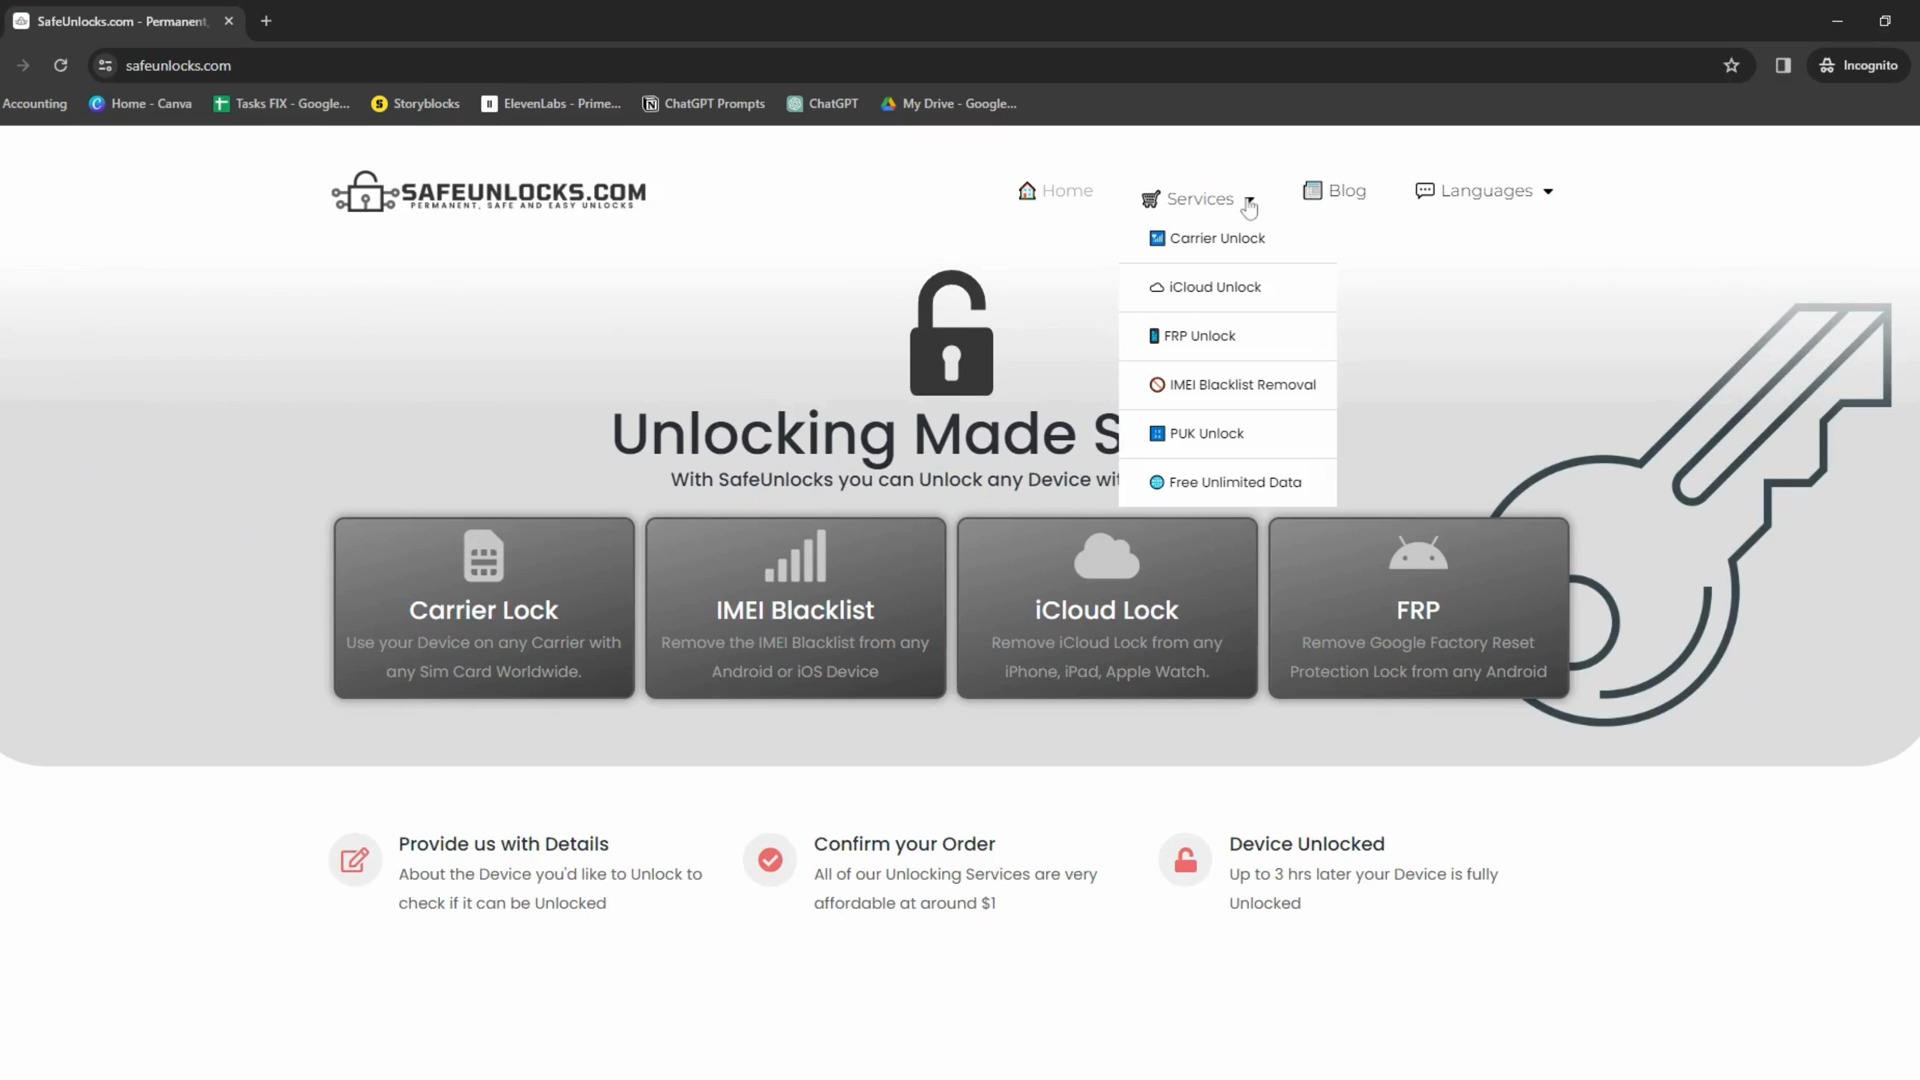 SafeUnlocks.com - Permanent,
safeunlocks.com
Incognito
Accounting
Home - Canva
Tasks FIX - Google...
Storyblocks
ElevenLabs - Prime...
ChatGPT Prompts
ChatGPT
My Drive - Google...
SAFEUNLOCKS.COM
PERMANENT, SAFE AND EASY UNLOCKS
Home
Services
Blog
Languages
Carrier Unlock
iCloud Unlock
FRP Unlock
IMEI Blacklist Removal
PUK Unlock
Free Unlimited Data
Unlocking Made S
With SafeUnlocks you can Unlock any Device wit
Carrier Lock
Use your Device on any Carrier with
any Sim Card Worldwide.
IMEI Blacklist
Remove the IMEI Blacklist from any
Android or iOS Device
iCloud Lock
Remove iCloud Lock from any
iPhone, iPad, Apple Watch.
FRP
Remove Google Factory Reset
Protection Lock from any Android
Provide us with Details
About the Device you'd like to Unlock to
check if it can be Unlocked
Confirm your Order
All of our Unlocking Services are very
affordable at around $1
Device Unlocked
Up to 3 hrs later your Device is fully
Unlocked